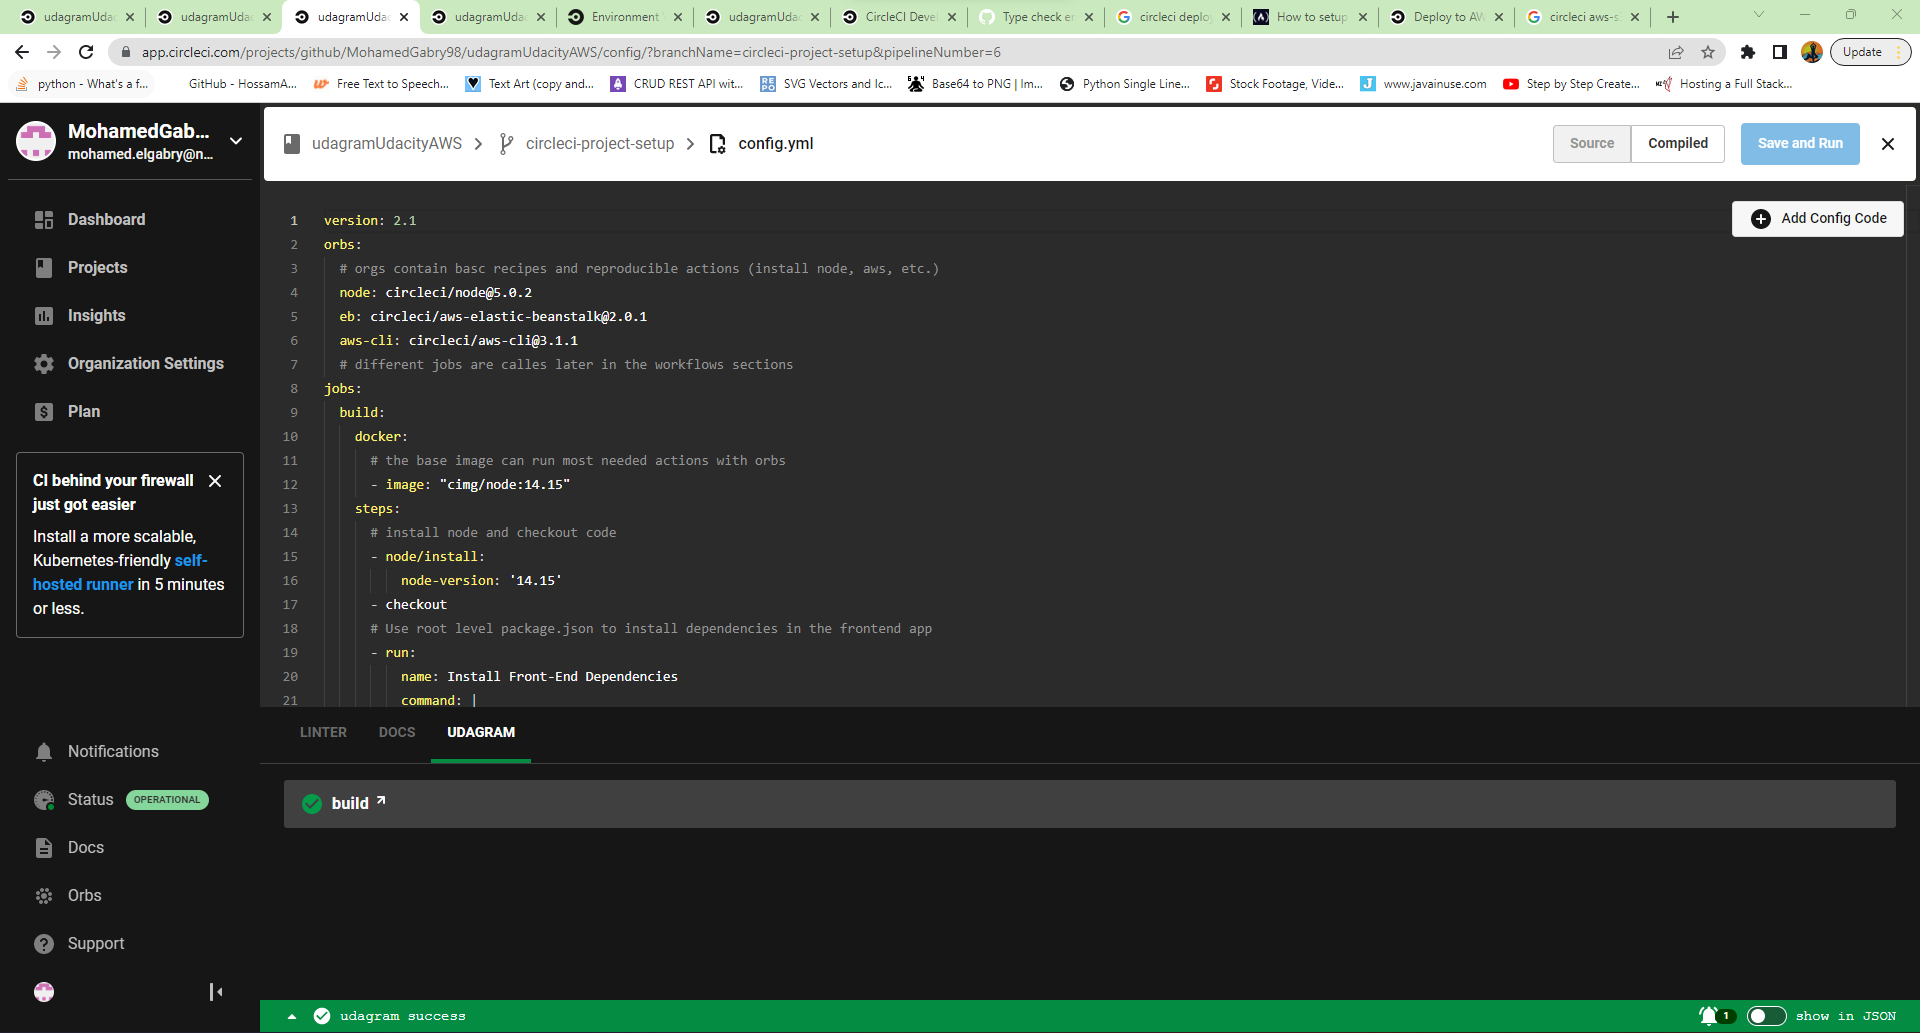 udagramUda
udagramUda
udagramUda
udagramUda
Environment
udagramUda
CircleCI Deve
Type check er
circleci deplo
How to setup
Deploy to AW
circleci aws-s
app.circleci.com/projects/github/MohamedGabry98/udagramUdacityAWS/config/?branchName=circleci-project-setup&pipelineNumber=6
Update
python - What's a f...
GitHub - HossamA...
Free Text to Speech...
Text Art (copy and...
CRUD REST API wit...
SVG Vectors and Ic...
Base64 to PNG | Im...
Python Single Line...
Stock Footage, Vide...
www.javainuse.com
Step by Step Create...
Hosting a Full Stack...
MohamedGab...
mohamed.elgabry@n...
Dashboard
Projects
Insights
Organization Settings
Plan
CI behind your firewall
just got easier
Install a more scalable,
Kubernetes-friendly self-
hosted runner in 5 minutes
or less.
Notifications
Status OPERATIONAL
Docs
Orbs
Support
udagramUdacityAWS > circleci-project-setup > config.yml
Source
Compiled
Save and Run
Add Config Code
1 version: 2.1
2 orbs:
3 # orgs contain basc recipes and reproducible actions (install node, aws, etc.)
4 node: circleci/node@5.0.2
5 eb: circleci/aws-elastic-beanstalk@2.0.1
6 aws-cli: circleci/aws-cli@3.1.1
7 # different jobs are calles later in the workflows sections
8 jobs:
9 build:
10 docker:
11 # the base image can run most needed actions with orbs
12 - image: "cimg/node:14.15"
13 steps:
14 # install node and checkout code
15 - node/install:
16 node-version: '14.15'
17 - checkout
18 # Use root level package.json to install dependencies in the frontend app
19 - run:
20 name: Install Front-End Dependencies
21 command: |
LINTER
DOCS
UDAGRAM
build
udagram success
1
show in JSON